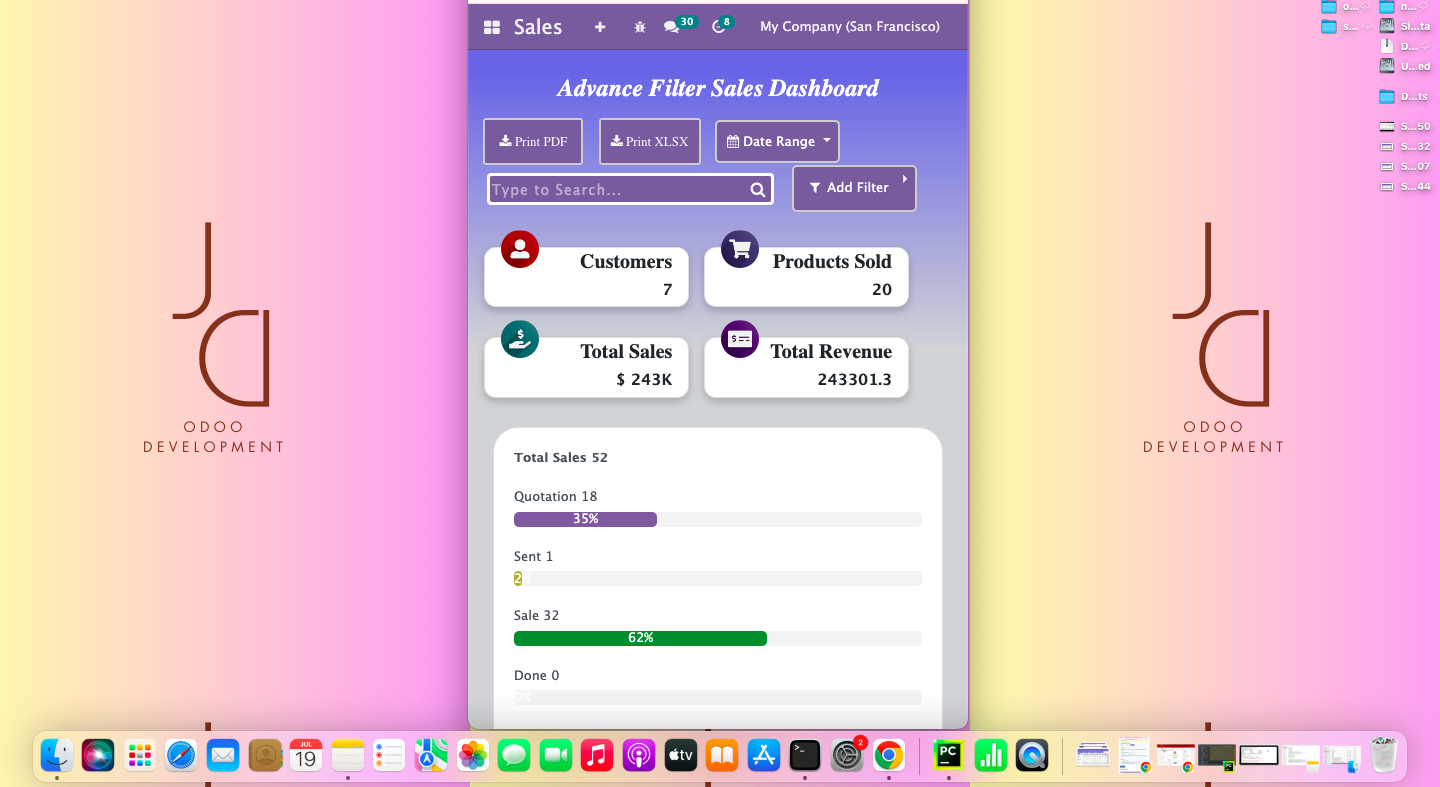 Sales
30
8
My Company (San Francisco)
Advance Filter Sales Dashboard
Print PDF
Print XLSX
Date Range
Type to Search...
Add Filter
Customers
7
Products Sold
20
Total Sales
$ 243K
Total Revenue
243301.3
Total Sales 52
Quotation 18
35%
Sent 1
2
Sale 32
62%
Done 0
0%
o...
n...
s...
Sl...ta
D...
U...ed
D...ts
S...50
S...32
S...07
S...44
ODOO
DEVELOPMENT
ODOO
DEVELOPMENT
JUL
19
tv
>_
2
PC